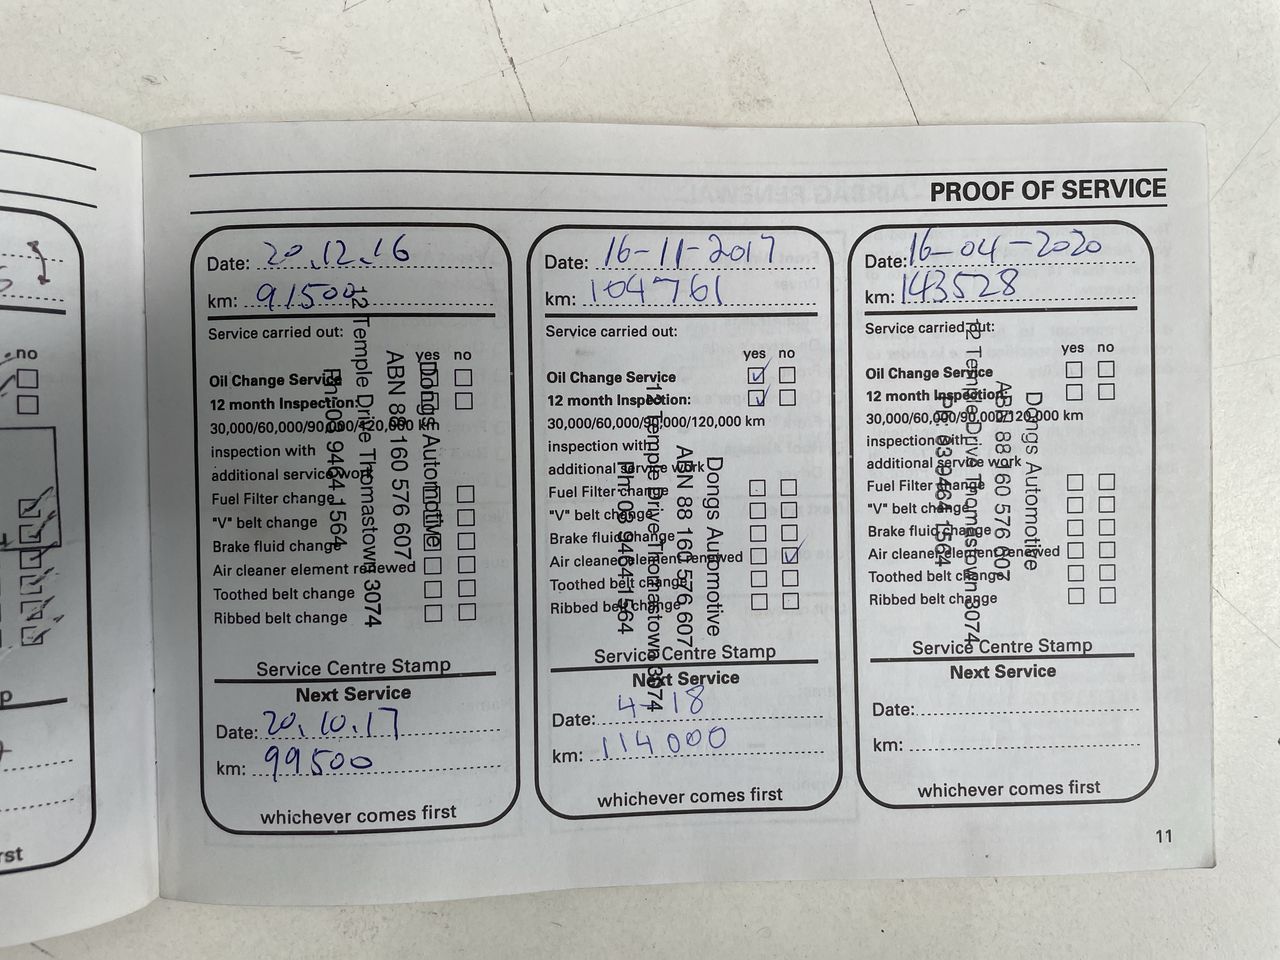 PROOF OF SERVICE
Date: 20.12.16
km: 91500
Service carried out:
yes no
Oil Change Service
12 month Inspection:
30,000/60,000/90,000/120,000 km
inspection with
additional service work
Fuel Filter change
"V" belt change
Brake fluid change
Air cleaner element renewed
Toothed belt change
Ribbed belt change
Dongs Automotive
ABN 88 160 576 607
12 Temple Drive Thomastown 3074
Ph: 03 9464 1564
Service Centre Stamp
Next Service
Date: 20.10.17
km: 99500
whichever comes first
Date: 16-11-2017
km: 104761
Service carried out:
yes no
Oil Change Service
12 month Inspection:
30,000/60,000/90,000/120,000 km
inspection with
additional service work
Fuel Filter change
"V" belt change
Brake fluid change
Air cleaner element renewed
Toothed belt change
Ribbed belt change
Dongs Automotive
ABN 88 160 576 607
12 Temple Drive Thomastown 3074
Ph: 03 9464 1564
Service Centre Stamp
Next Service
Date: 4-18
km: 114000
whichever comes first
Date: 16-04-2020
km: 143528
Service carried out:
yes no
Oil Change Service
12 month Inspection:
30,000/60,000/90,000/120,000 km
inspection with
additional service work
Fuel Filter change
"V" belt change
Brake fluid change
Air cleaner element renewed
Toothed belt change
Ribbed belt change
Dongs Automotive
ABN 88 160 576 607
12 Temple Drive Thomastown 3074
Ph: 03 9464 1564
Service Centre Stamp
Next Service
Date:
km:
whichever comes first
11
no